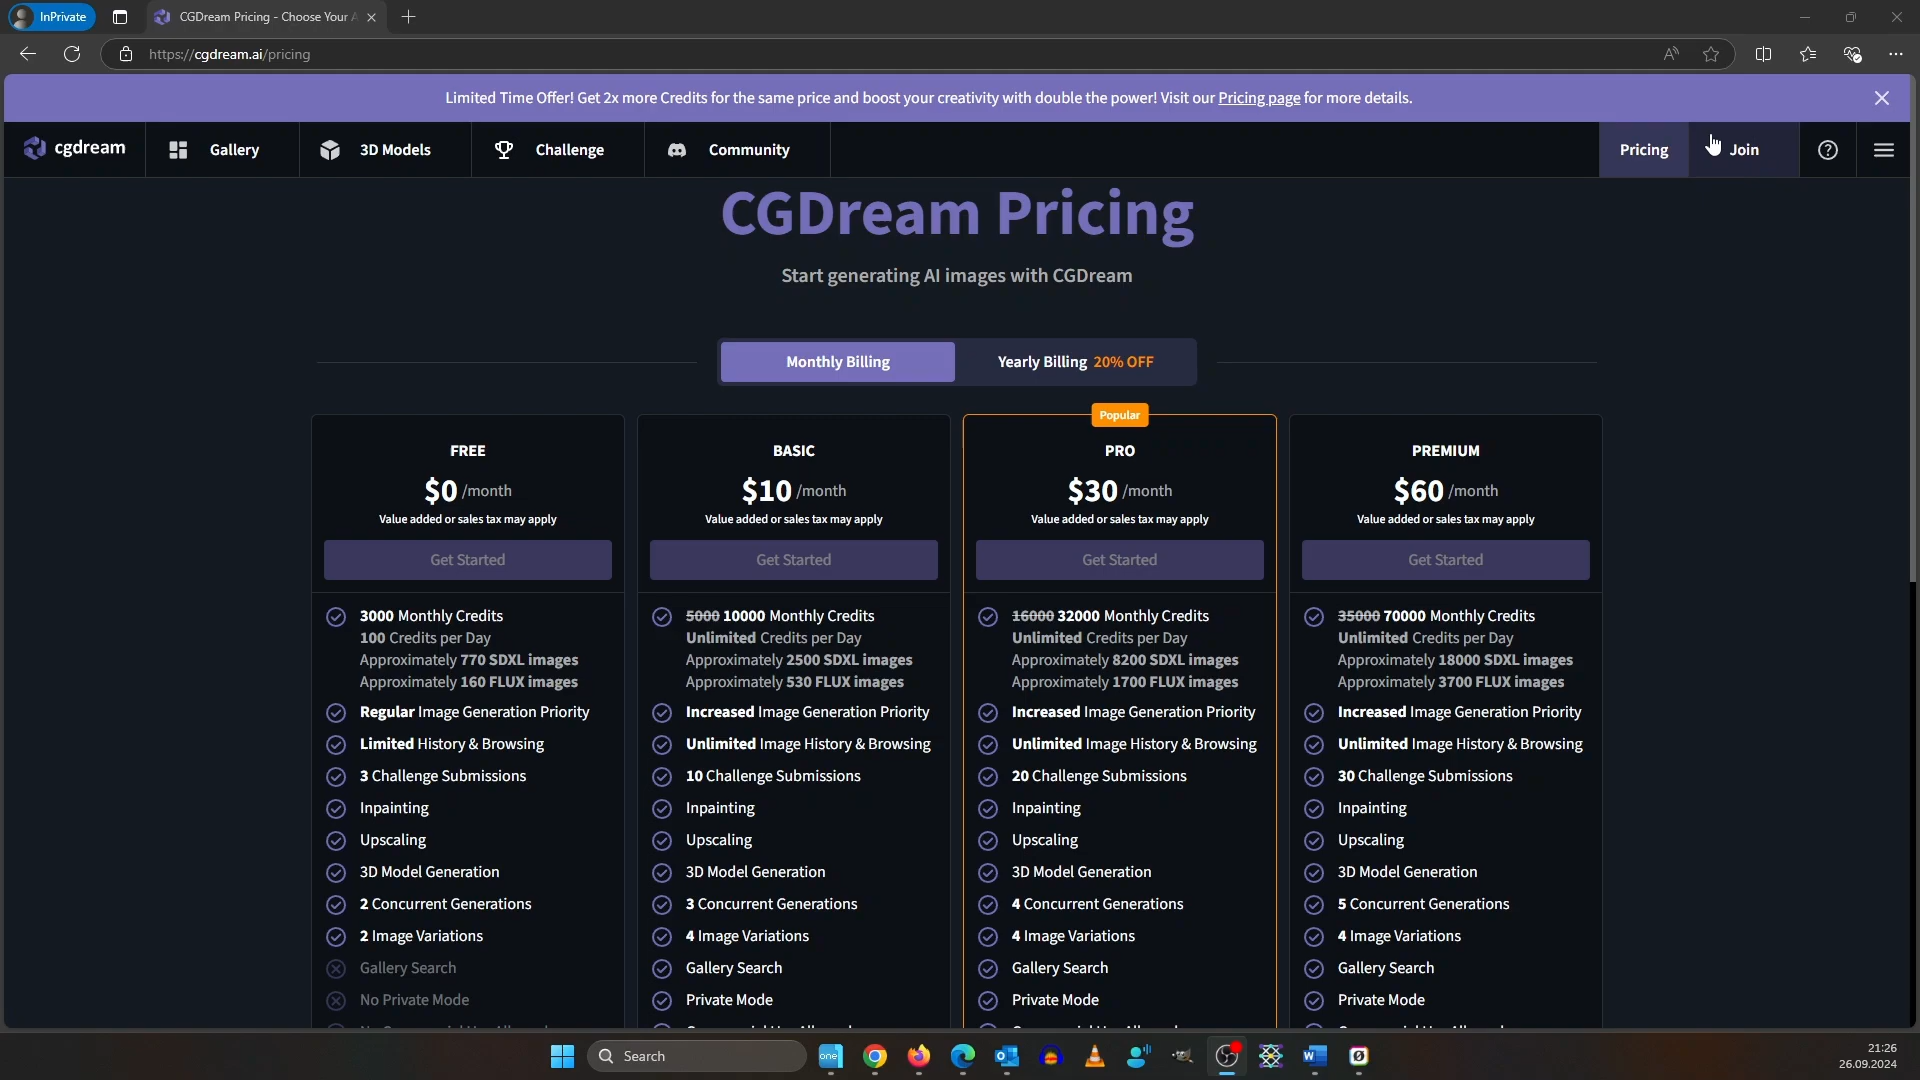 InPrivate
CGDream Pricing - Choose Your
https://cgdream.ai/pricing
Limited Time Offer! Get 2x more Credits for the same price and boost your creativity with double the power! Visit our Pricing page for more details.
cgdream Gallery 3D Models Challenge Community Pricing Join
CGDream Pricing
Start generating AI images with CGDream
Monthly Billing Yearly Billing 20% OFF
Popular
FREE
$0 /month
Value added or sales tax may apply
Get Started
3000 Monthly Credits
100 Credits per Day
Approximately 770 SDXL images
Approximately 160 FLUX images
Regular Image Generation Priority
Limited History & Browsing
3 Challenge Submissions
Inpainting
Upscaling
3D Model Generation
2 Concurrent Generations
2 Image Variations
Gallery Search
No Private Mode
BASIC
$10 /month
Value added or sales tax may apply
Get Started
5000 10000 Monthly Credits
Unlimited Credits per Day
Approximately 2500 SDXL images
Approximately 530 FLUX images
Increased Image Generation Priority
Unlimited Image History & Browsing
10 Challenge Submissions
Inpainting
Upscaling
3D Model Generation
3 Concurrent Generations
4 Image Variations
Gallery Search
Private Mode
PRO
$30 /month
Value added or sales tax may apply
Get Started
16000 32000 Monthly Credits
Unlimited Credits per Day
Approximately 8200 SDXL images
Approximately 1700 FLUX images
Increased Image Generation Priority
Unlimited Image History & Browsing
20 Challenge Submissions
Inpainting
Upscaling
3D Model Generation
4 Concurrent Generations
4 Image Variations
Gallery Search
Private Mode
PREMIUM
$60 /month
Value added or sales tax may apply
Get Started
35000 70000 Monthly Credits
Unlimited Credits per Day
Approximately 18000 SDXL images
Approximately 3700 FLUX images
Increased Image Generation Priority
Unlimited Image History & Browsing
30 Challenge Submissions
Inpainting
Upscaling
3D Model Generation
5 Concurrent Generations
4 Image Variations
Gallery Search
Private Mode
Search
one
21:26
26.09.2024